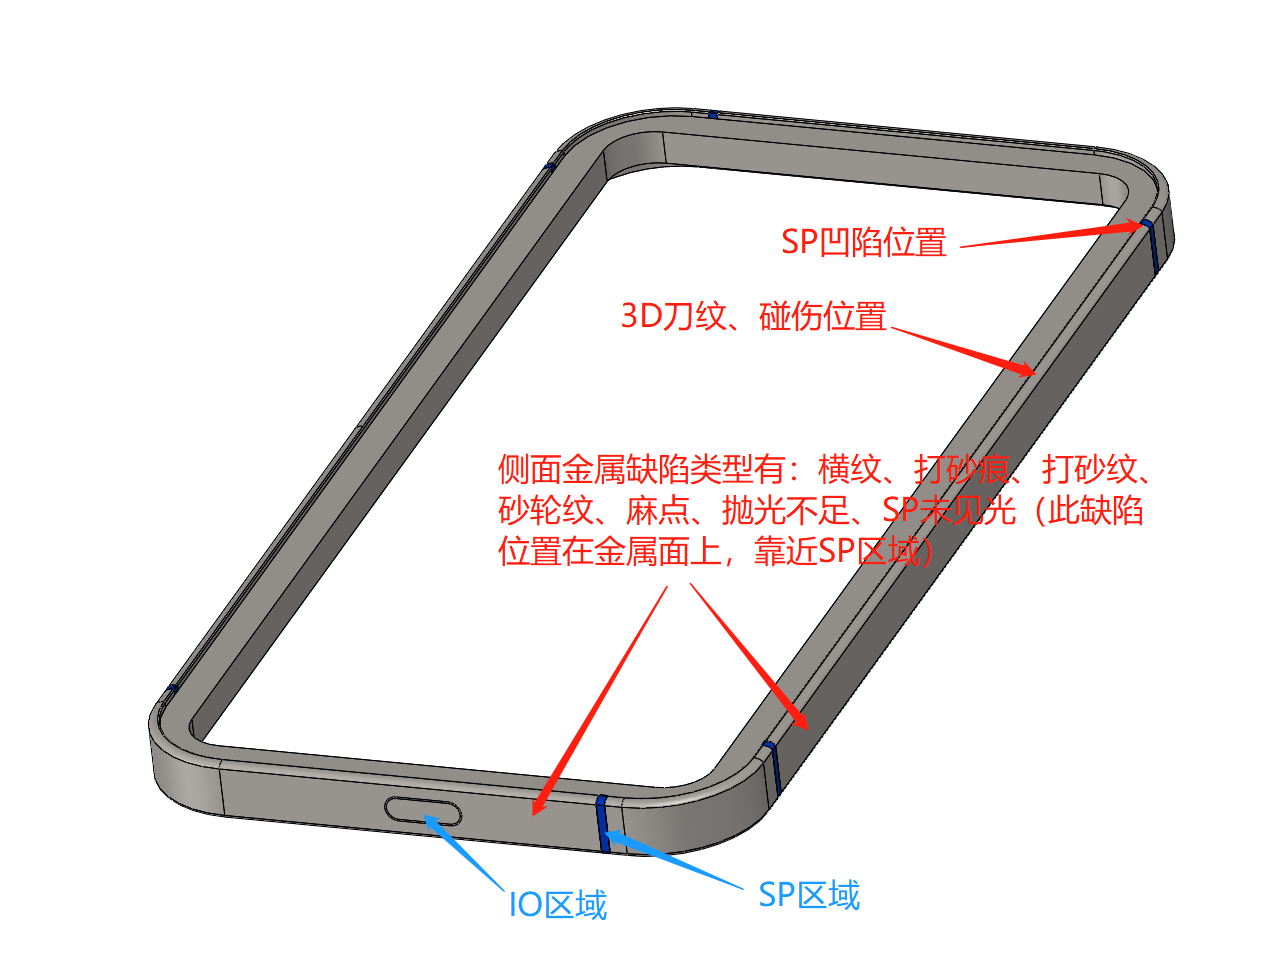 SP凹陷位置
3D刀纹、碰伤位置
侧面金属缺陷类型有：横纹、打砂痕、打砂纹、
砂轮纹、麻点、抛光不足、SP未见光（此缺陷
位置在金属面上，靠近SP区域）
IO区域
SP区域